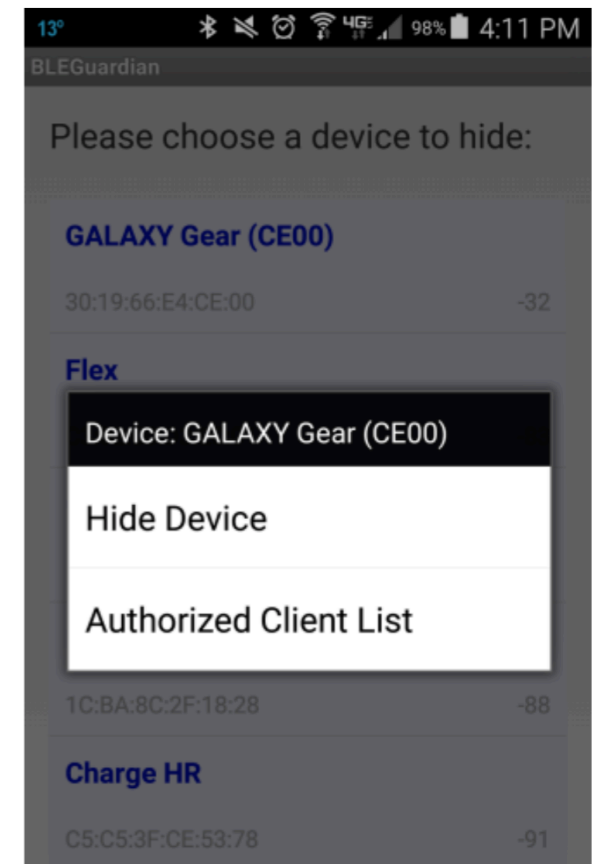 13° 4GE 98% 4:11 PM
BLEGuardian
Please choose a device to hide:
GALAXY Gear (CE00)
30:19:66:E4:CE:00 -32
Flex
Device: GALAXY Gear (CE00)
Hide Device
Authorized Client List
1C:BA:8C:2F:18:28 -88
Charge HR
C5:C5:3F:CE:53:78 -91